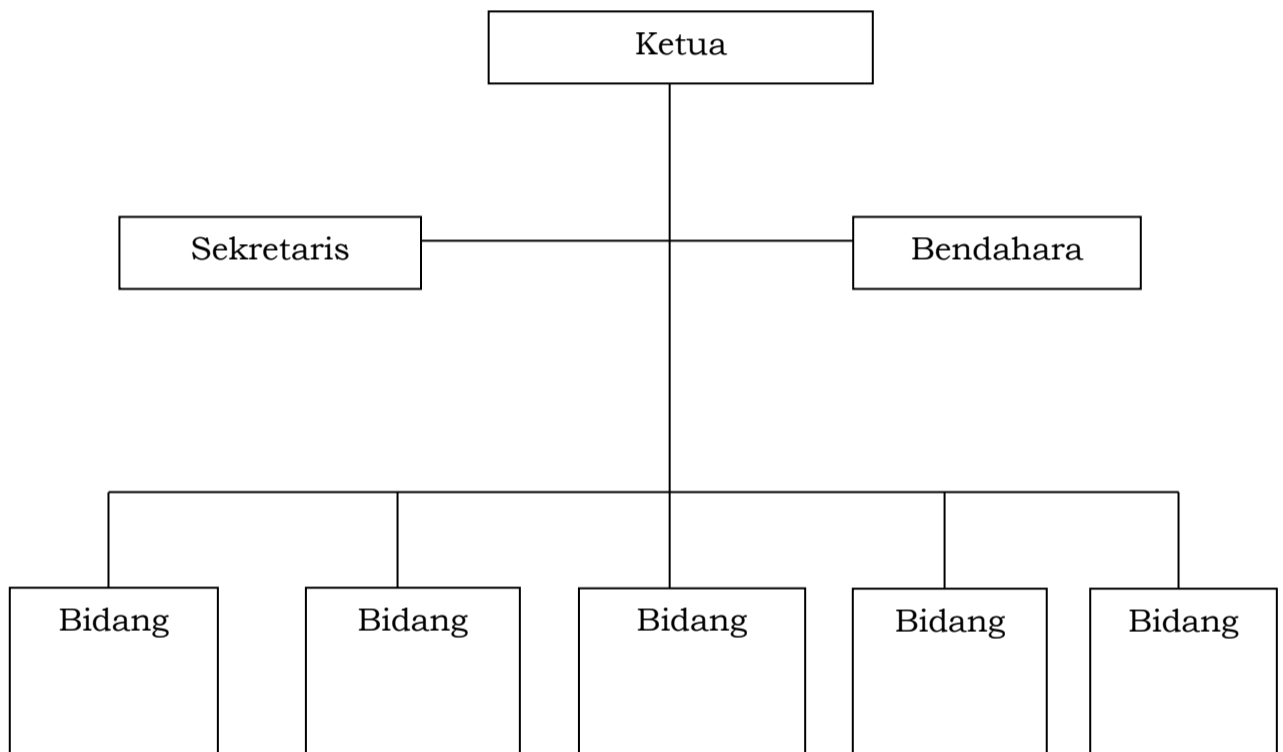 Ketua
Sekretaris
Bendahara
Bidang
Bidang
Bidang
Bidang
Bidang